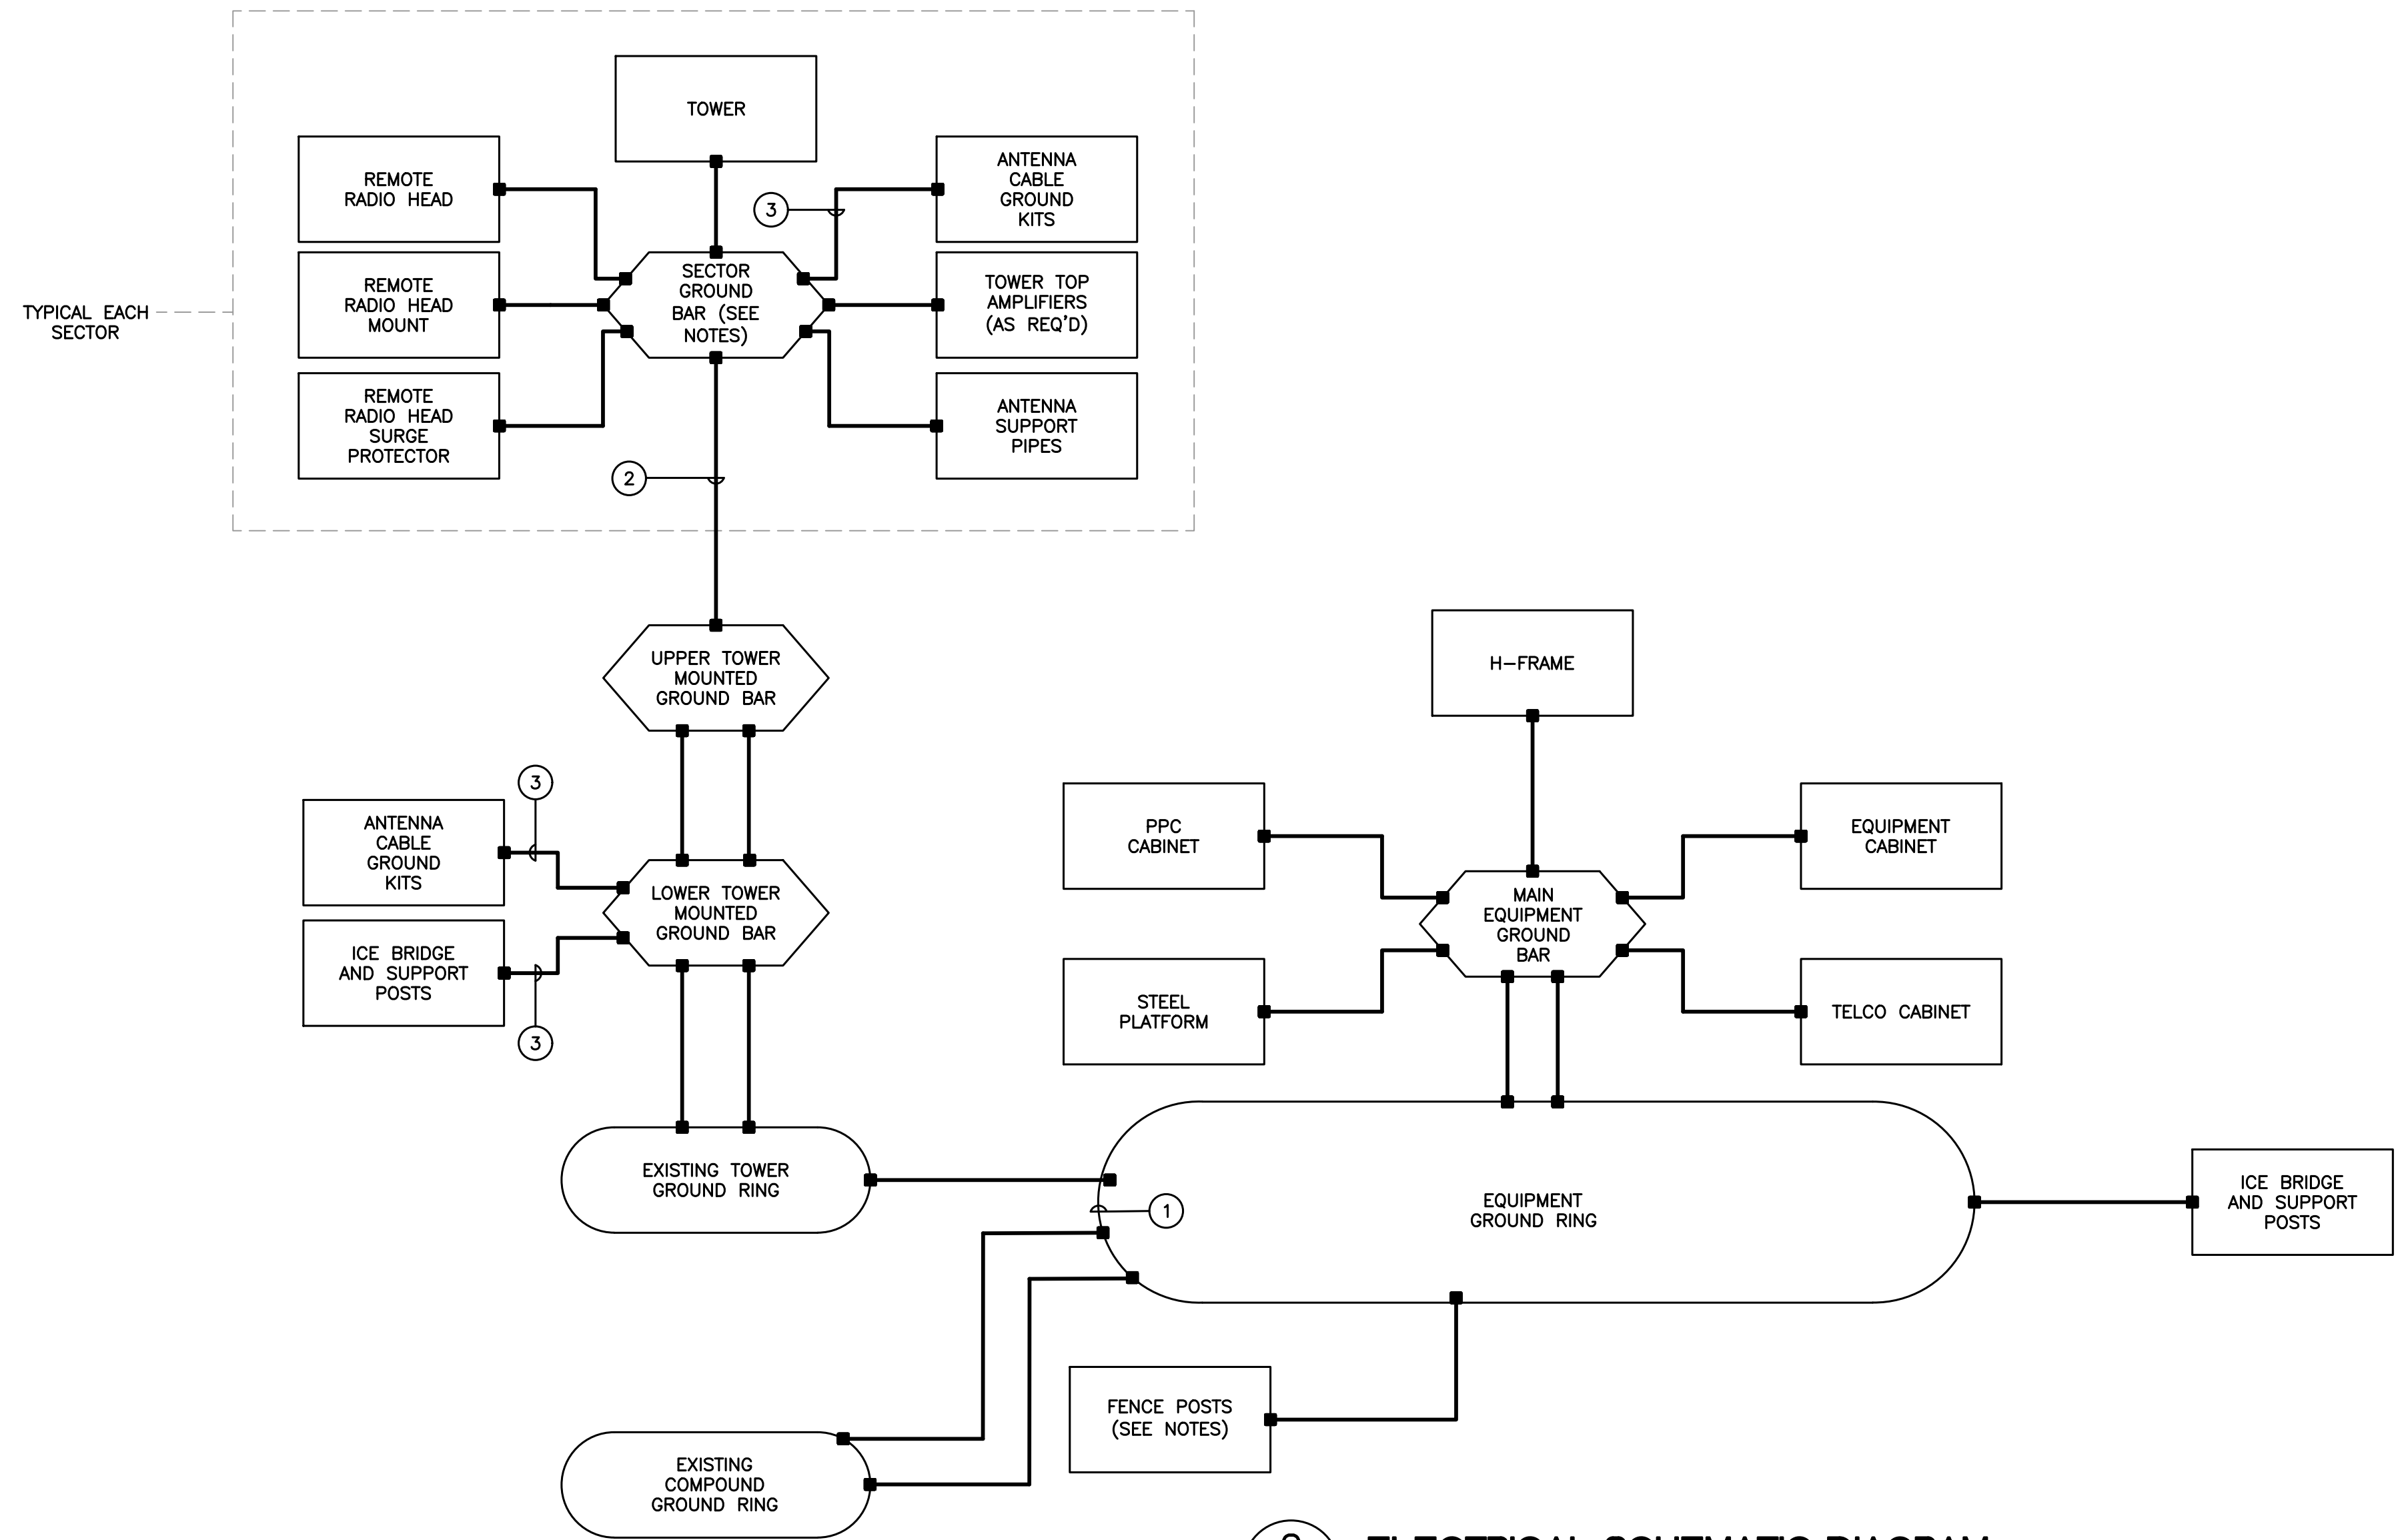 TOWER
REMOTE
RADIO HEAD
ANTENNA
CABLE
GROUND
KITS
3
REMOTE
RADIO HEAD
MOUNT
SECTOR
GROUND
BAR (SEE
NOTES)
TOWER TOP
AMPLIFIERS
(AS REQ'D)
TYPICAL EACH
SECTOR
REMOTE
RADIO HEAD
SURGE
PROTECTOR
ANTENNA
SUPPORT
PIPES
2
UPPER TOWER
MOUNTED
GROUND BAR
H-FRAME
3
ANTENNA
CABLE
GROUND
KITS
LOWER TOWER
MOUNTED
GROUND BAR
ICE BRIDGE
AND SUPPORT
POSTS
3
PPC
CABINET
EQUIPMENT
CABINET
MAIN
EQUIPMENT
GROUND
BAR
STEEL
PLATFORM
TELCO CABINET
EXISTING TOWER
GROUND RING
1
EQUIPMENT
GROUND RING
ICE BRIDGE
AND SUPPORT
POSTS
FENCE POSTS
(SEE NOTES)
EXISTING
COMPOUND
GROUND RING
ELECTRICAL SCHEMATIC DIAGRAM